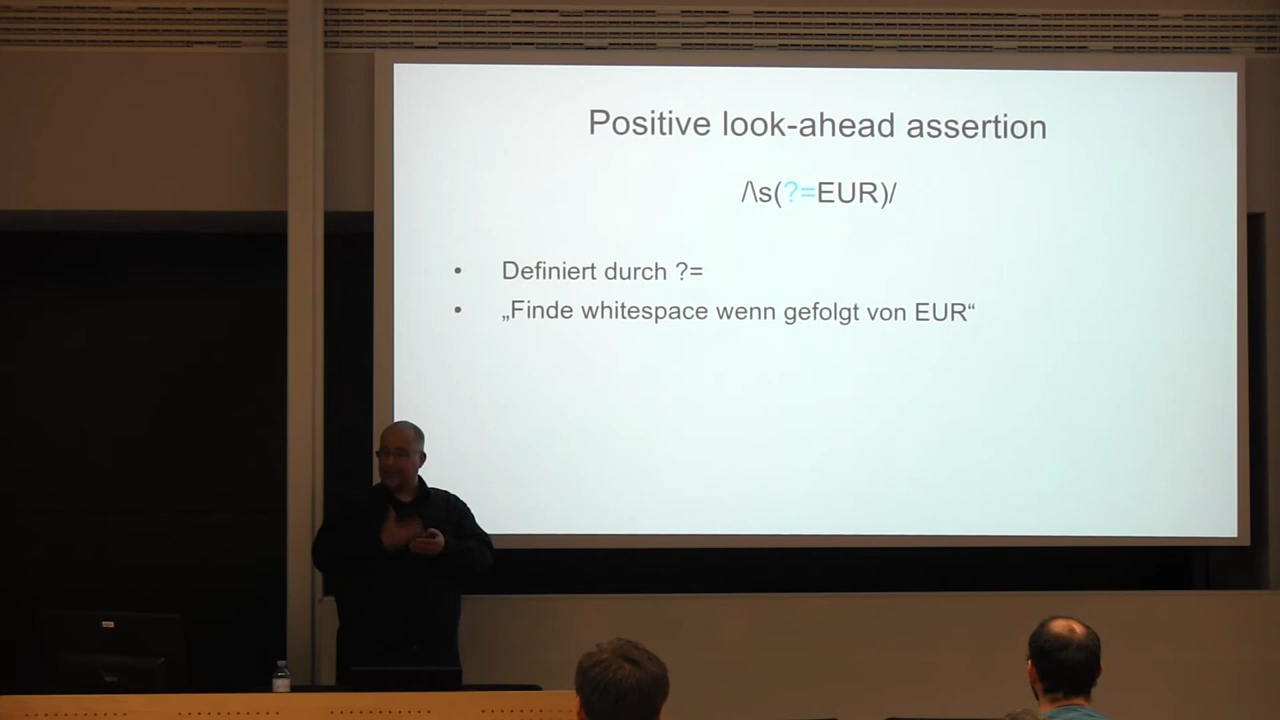 Positive look-ahead assertion
/\s(?=EUR)/
• Definiert durch ?=
• „Finde whitespace wenn gefolgt von EUR“